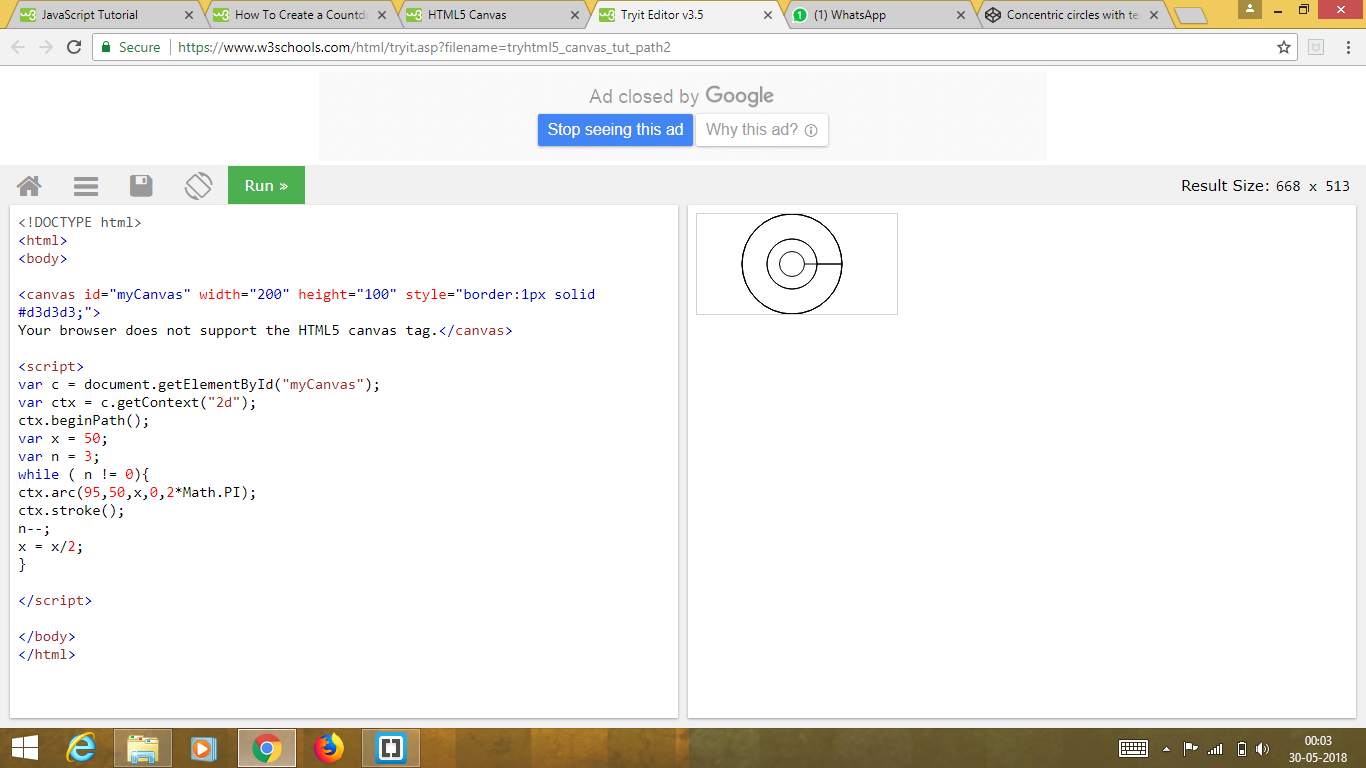 JavaScript Tutorial
How To Create a Countdo
HTML5 Canvas
Tryit Editor v3.5
(1) WhatsApp
Concentric circles with te
Secure
https://www.w3schools.com/html/tryit.asp?filename=tryhtml5_canvas_tut_path2
Ad closed by Google
Stop seeing this ad
Why this ad?
Run »
Result Size: 668 x 513
<!DOCTYPE html>
<html>
<body>
<canvas id="myCanvas" width="200" height="100" style="border:1px solid
#d3d3d3;">
Your browser does not support the HTML5 canvas tag.</canvas>
<script>
var c = document.getElementById("myCanvas");
var ctx = c.getContext("2d");
ctx.beginPath();
var x = 50;
var n = 3;
while ( n != 0){
ctx.arc(95,50,x,0,2*Math.PI);
ctx.stroke();
n--;
x = x/2;
}
</script>
</body>
</html>
00:03
30-05-2018